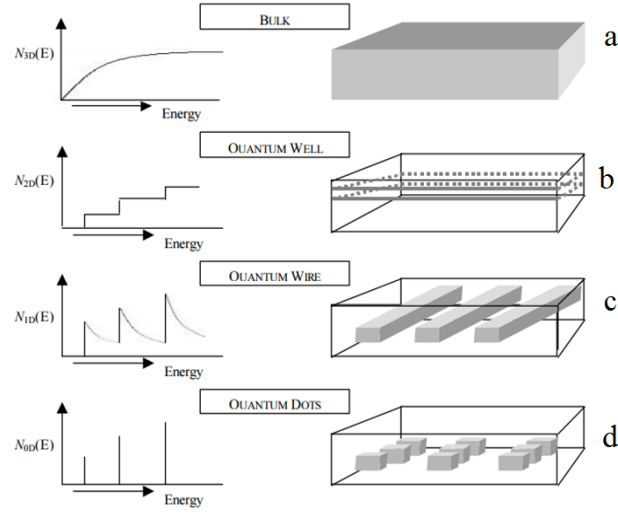 BULK
a
N3D(E)
Energy
QUANTUM WELL
b
N2D(E)
Energy
QUANTUM WIRE
c
N1D(E)
Energy
QUANTUM DOTS
d
N0D(E)
Energy